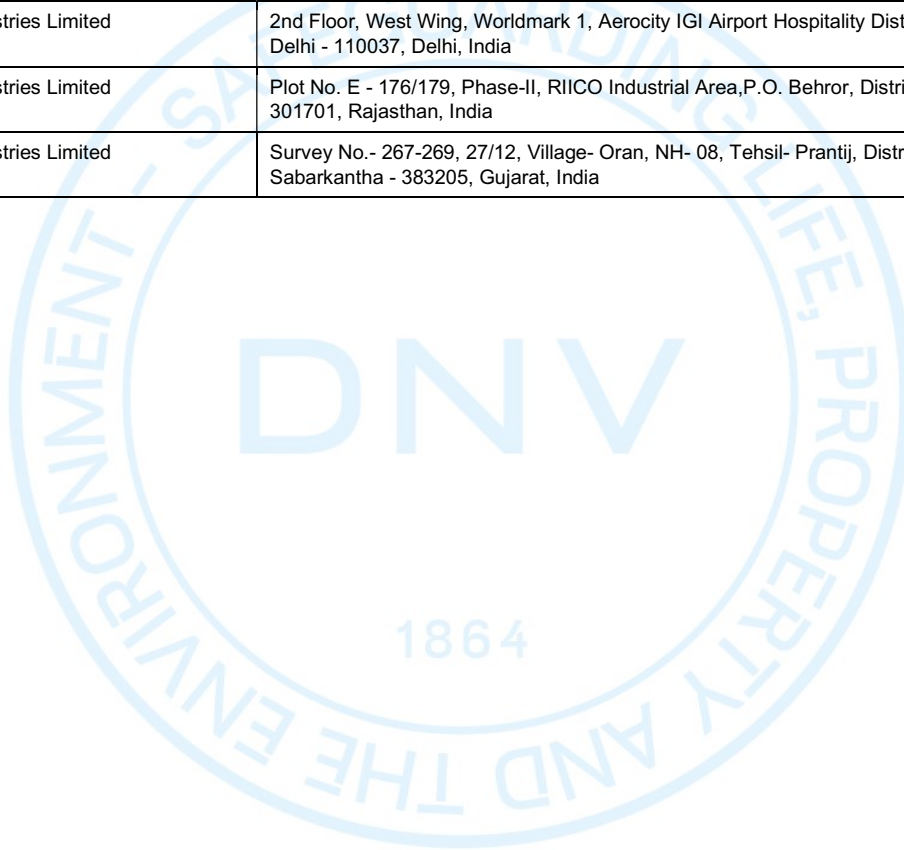 stries Limited
2nd Floor, West Wing, Worldmark 1, Aerocity IGI Airport Hospitality Dist
Delhi - 110037, Delhi, India
stries Limited
Plot No. E - 176/179, Phase-II, RIICO Industrial Area,P.O. Behror, Distri
301701, Rajasthan, India
stries Limited
Survey No.- 267-269, 27/12, Village- Oran, NH- 08, Tehsil- Prantij, Distr
Sabarkantha - 383205, Gujarat, India
SAFEGUARDING LIFE, PROPERTY AND THE ENVIRONMENT -
DNV
1864